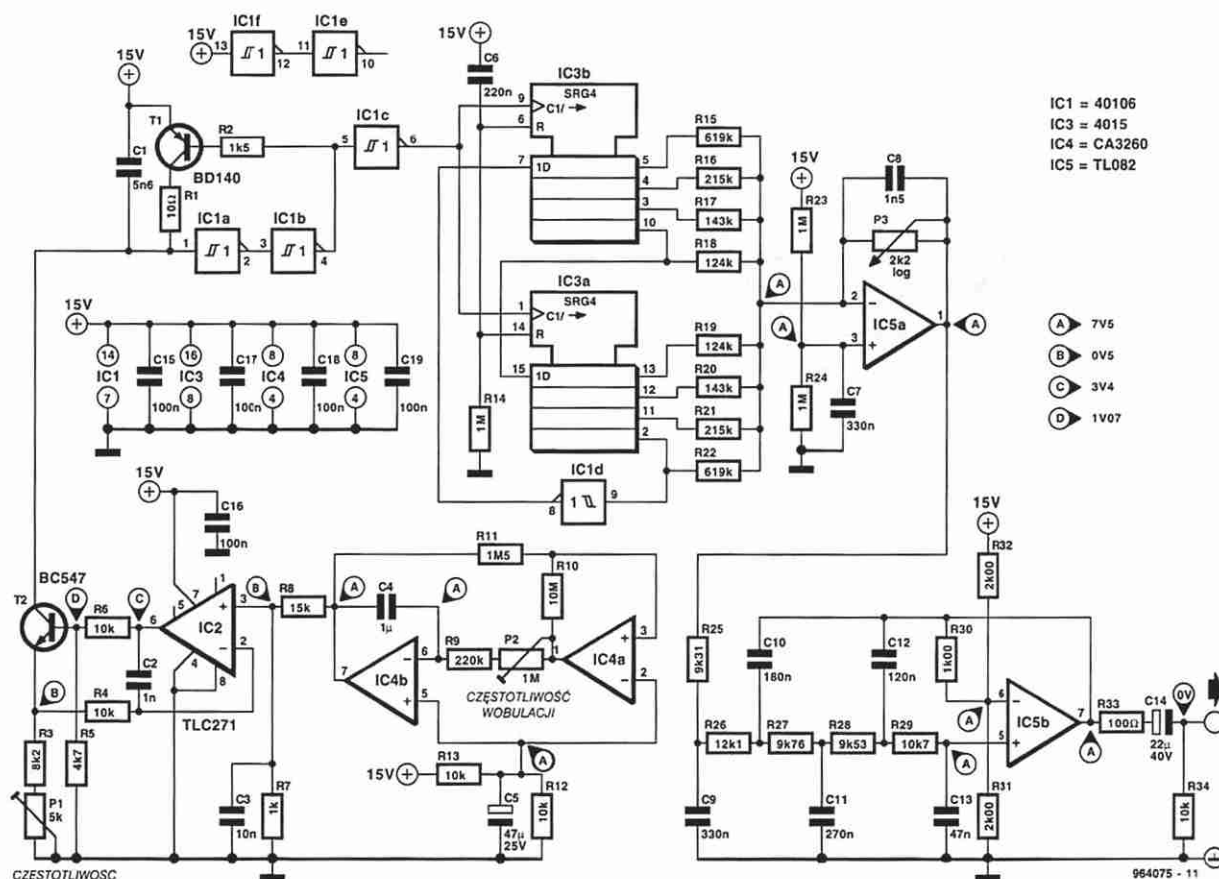 15V
IC1f
13
1
12
IC1e
11
1
10
15V
C6
220n
IC3b
SRG4
9
C1/
6
R
7
1D
5
4
3
10
R15
619k
R16
215k
R17
143k
R18
124k
IC1 = 40106
IC3 = 4015
IC4 = CA3260
IC5 = TL082
15V
T1
BD140
C1
5n6
R1
10Ω
R2
1k5
5
IC1c
1
6
IC1a
1
1
2
IC1b
3
1
4
15V
R23
1M
C8
1n5
P3
2k2
log
A
2
3
A
IC5a
1
A
R24
1M
C7
330n
A 7V5
B 0V5
C 3V4
D 1V07
IC3a
SRG4
1
C1/
14
R
15
1D
13
12
11
2
R19
124k
R20
143k
R21
215k
R22
619k
R14
1M
IC1d
1
8
9
15V
14
IC1
7
C15
100n
16
IC3
8
C17
100n
8
IC4
4
C18
100n
8
IC5
4
C19
100n
15V
C16
100n
BC547
T2
D
R6
10k
C
6
5
7
1
IC2
3
2
4
8
TLC271
C2
1n
B
R4
10k
R3
8k2
R5
4k7
P1
5k
CZĘSTOTLIWOŚĆ
B
R8
15k
A
C4
1µ
A
R11
1M5
R10
10M
R9
220k
P2
1M
CZĘSTOTLIWOŚĆ
WOBULACJI
7
IC4b
6
5
1
IC4a
3
2
A
C3
10n
R7
1k
15V
R13
10k
C5
47µ
25V
R12
10k
15V
R32
2k00
R25
9k31
C10
180n
C12
120n
R30
1k00
R26
12k1
R27
9k76
R28
9k53
R29
10k7
A
A
6
5
IC5b
7
A
R33
100Ω
C14
22µ
40V
0V
C9
330n
C11
270n
C13
47n
R31
2k00
R34
10k
964075 - 11